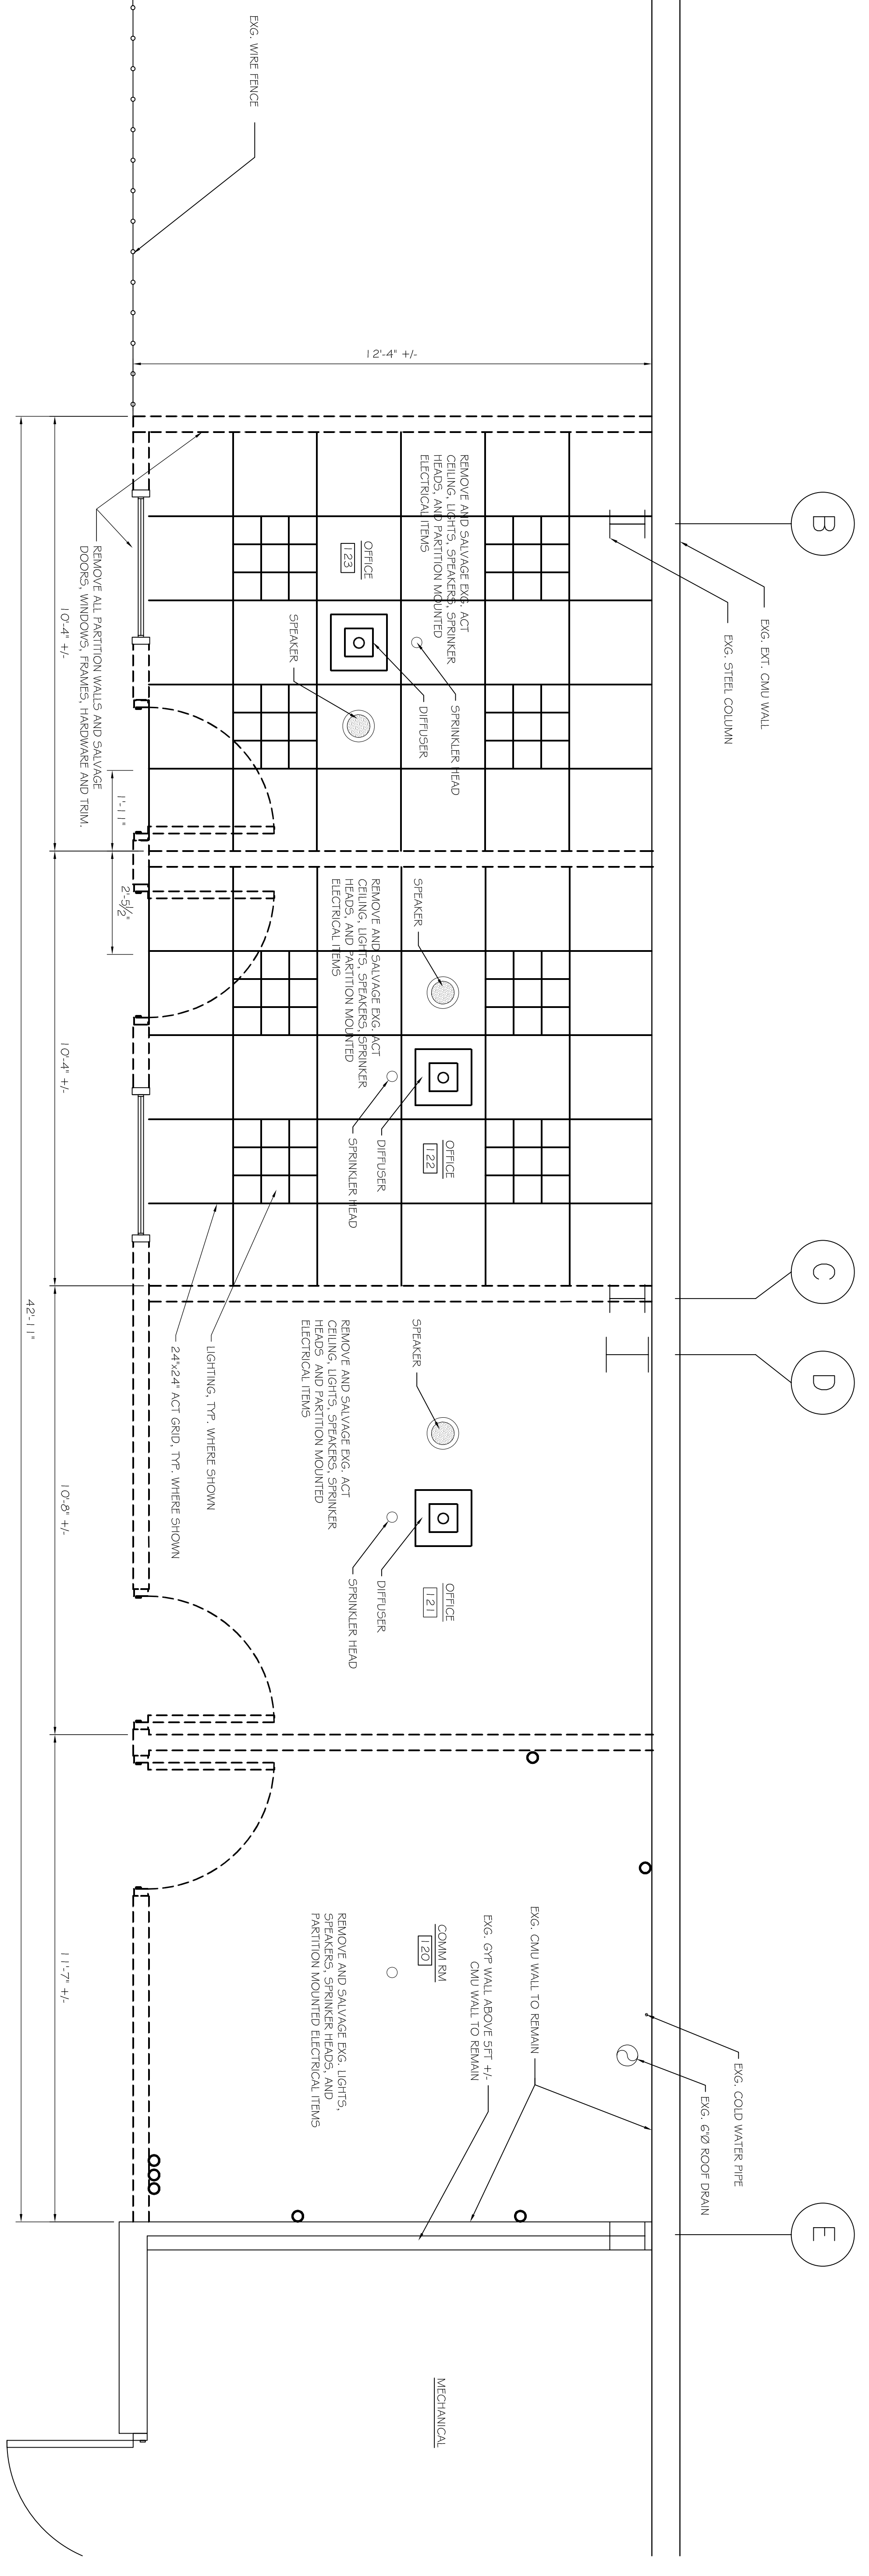 EXG. WIRE FENCE
12'-4" +/-
B
EXG. EXT. CMU WALL
EXG. STEEL COLUMN
REMOVE AND SALVAGE EXG. ACT
CEILING, LIGHTS, SPEAKERS, SPRINKER
HEADS, AND PARTITION MOUNTED
ELECTRICAL ITEMS
OFFICE
123
SPEAKER
DIFFUSER
SPRINKLER HEAD
REMOVE ALL PARTITION WALLS AND SALVAGE
DOORS, WINDOWS, FRAMES, HARDWARE AND TRIM.
10'-4" +/-
1'-11"
2'-5½"
REMOVE AND SALVAGE EXG. ACT
CEILING, LIGHTS, SPEAKERS, SPRINKER
HEADS, AND PARTITION MOUNTED
ELECTRICAL ITEMS
SPEAKER
OFFICE
122
DIFFUSER
SPRINKLER HEAD
10'-4" +/-
C
D
42'-11"
LIGHTING, TYP. WHERE SHOWN
24"x24" ACT GRID, TYP. WHERE SHOWN
REMOVE AND SALVAGE EXG. ACT
CEILING, LIGHTS, SPEAKERS, SPRINKER
HEADS, AND PARTITION MOUNTED
ELECTRICAL ITEMS
SPEAKER
OFFICE
121
DIFFUSER
SPRINKLER HEAD
10'-8" +/-
EXG. CMU WALL TO REMAIN
EXG. GYP WALL ABOVE 5FT +/-
CMU WALL TO REMAIN
COMM RM
120
REMOVE AND SALVAGE EXG. LIGHTS,
SPEAKERS, SPRINKER HEADS, AND
PARTITION MOUNTED ELECTRICAL ITEMS
11'-7" +/-
EXG. COLD WATER PIPE
EXG. 6"Ø ROOF DRAIN
E
MECHANICAL